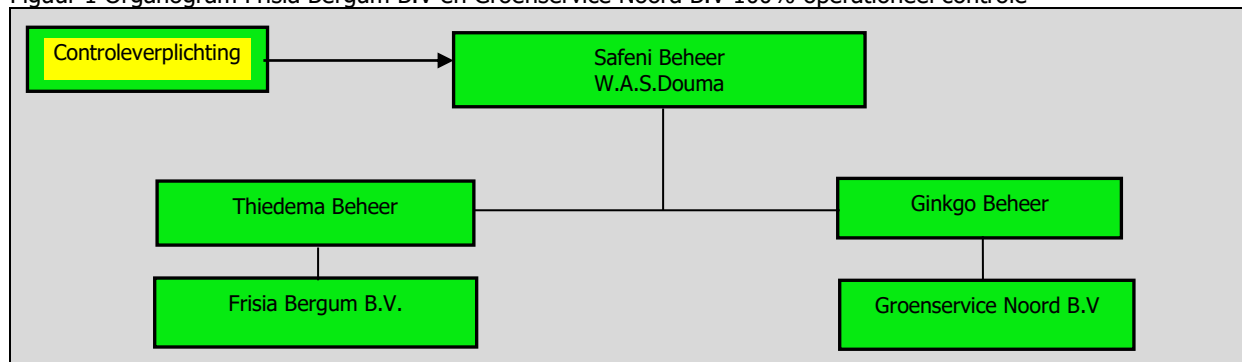 Figuur 1 Organogram Frisia Bergum B.V en Groenservice Noord B.V 100% operationeel controle
Controleverplichting
Safeni Beheer
W.A.S.Douma
Thiedema Beheer
Ginkgo Beheer
Frisia Bergum B.V.
Groenservice Noord B.V